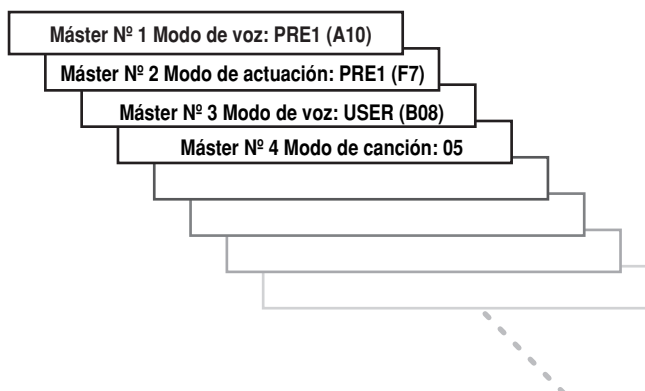 Máster Nº 1 Modo de voz: PRE1 (A10)
Máster Nº 2 Modo de actuación: PRE1 (F7)
Máster Nº 3 Modo de voz: USER (B08)
Máster Nº 4 Modo de canción: 05